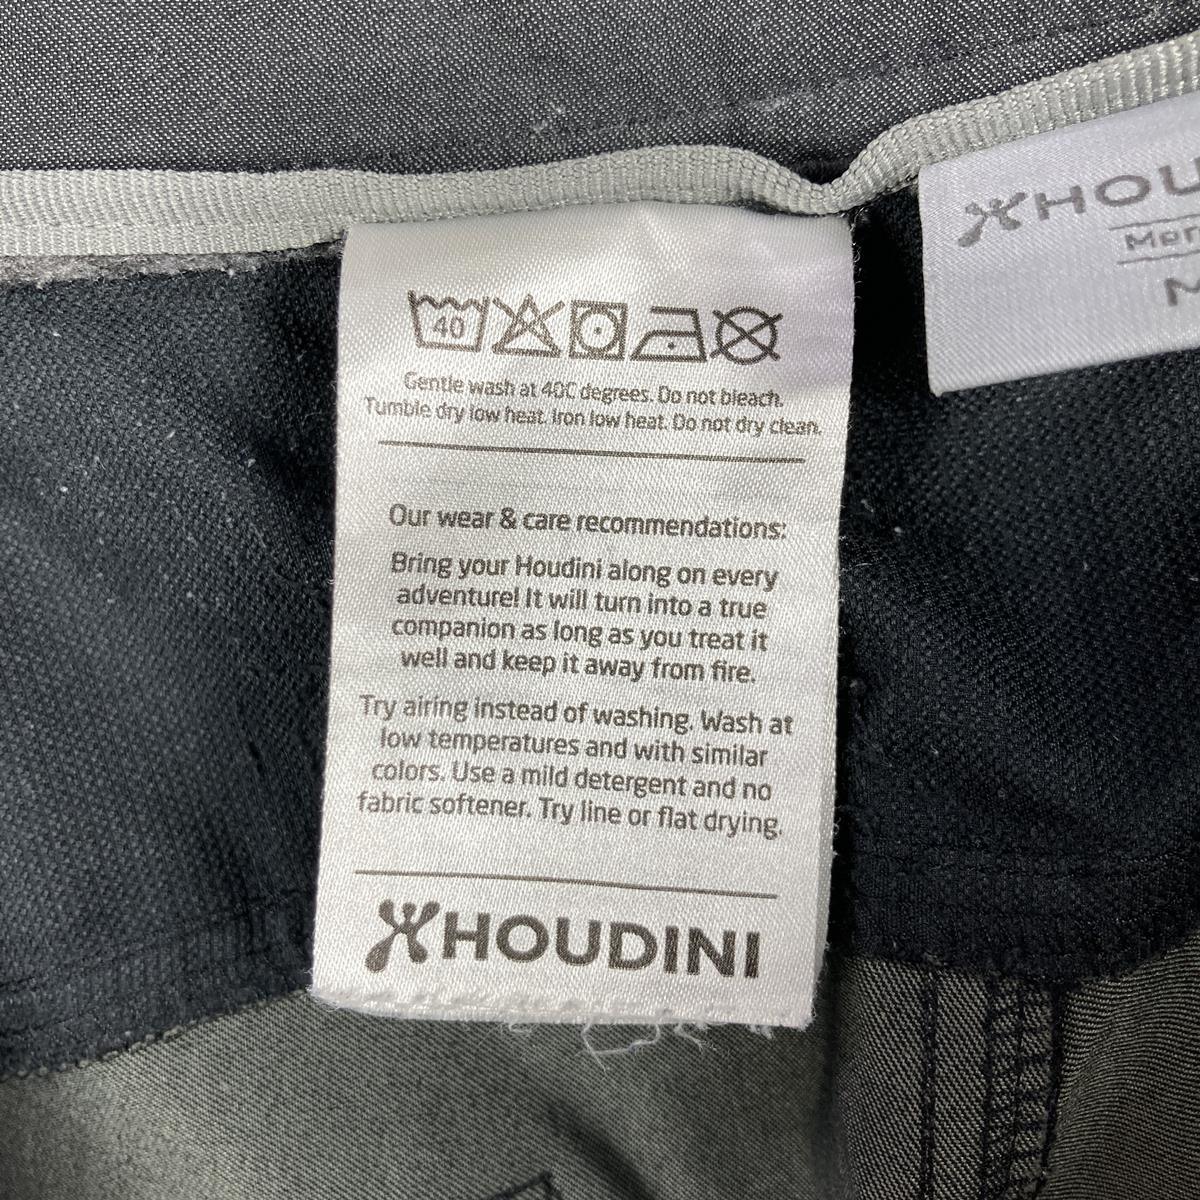 40
Gentle wash at 40C degrees. Do not bleach.
Tumble dry low heat. Iron low heat. Do not dry clean.
Our wear & care recommendations:
Bring your Houdini along on every
adventure! It will turn into a true
companion as long as you treat it
well and keep it away from fire.
Try airing instead of washing. Wash at
low temperatures and with similar
colors. Use a mild detergent and no
fabric softener. Try line or flat drying.
HOUDINI
HOU